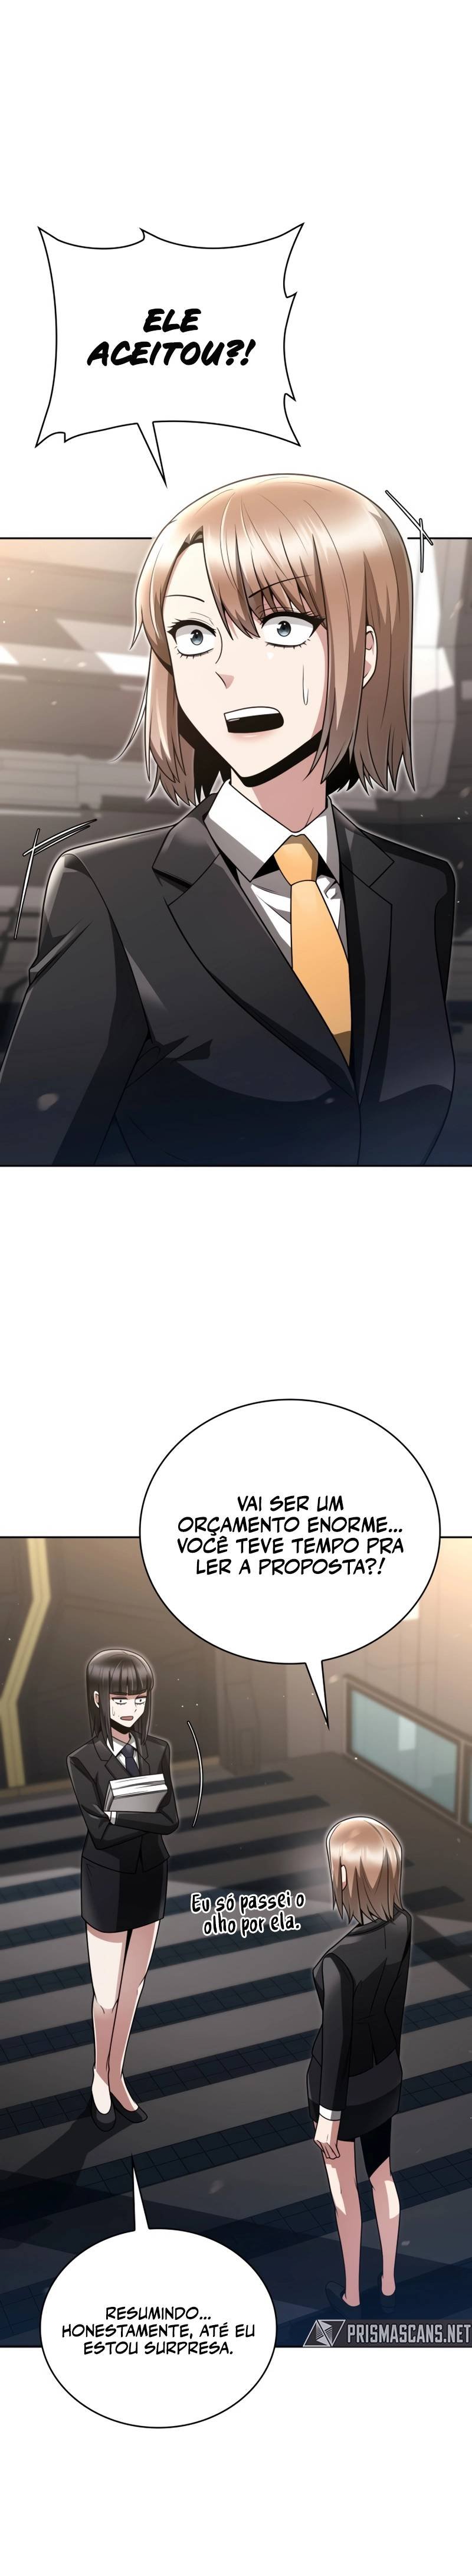 ELE
ACEITOU?!
VAI SER UM
ORÇAMENTO ENORME...
VOCÊ TEVE TEMPO PRA
LER A PROPOSTA?!
Eu só passei o
olho por ela.
RESUMINDO...
HONESTAMENTE, ATÉ EU
ESTOU SURPRESA.
PRISMASCANS.NET